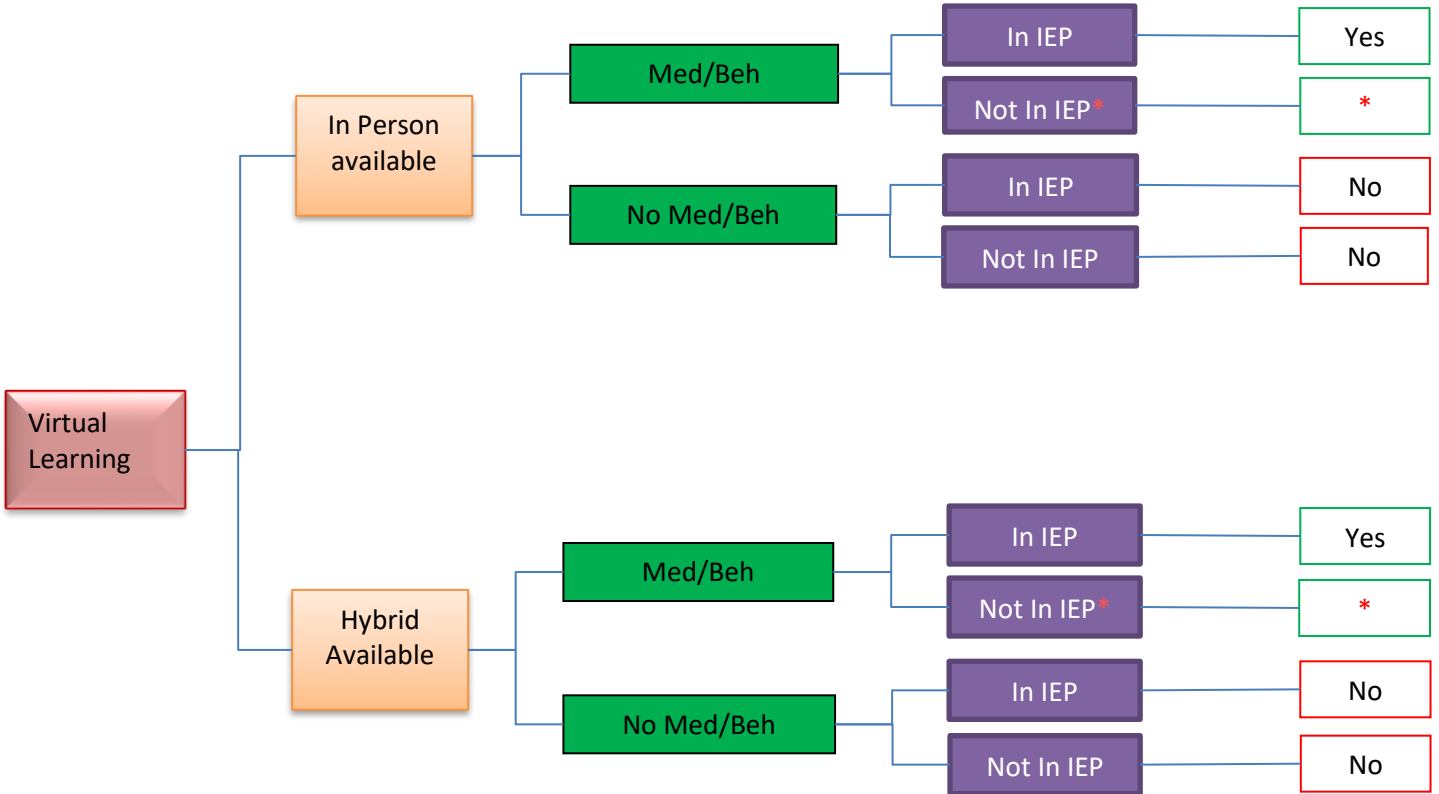 In IEP
Yes
Med/Beh
Not In IEP*
*
In Person
available
In IEP
No
No Med/Beh
Not In IEP
No
Virtual
Learning
In IEP
Yes
Med/Beh
Not In IEP*
*
Hybrid
Available
In IEP
No
No Med/Beh
Not In IEP
No